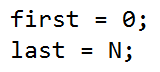 first = 0;
last = N;